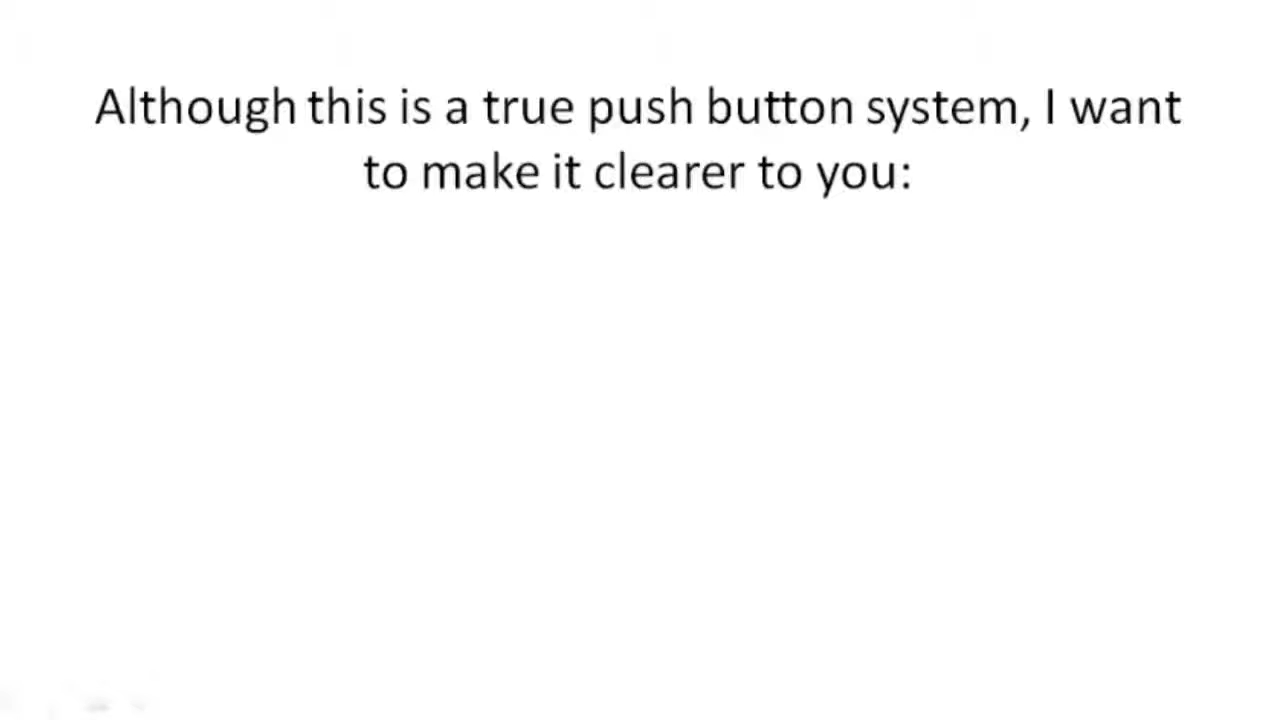 Although this is a true push button system, I want
to make it clearer to you: